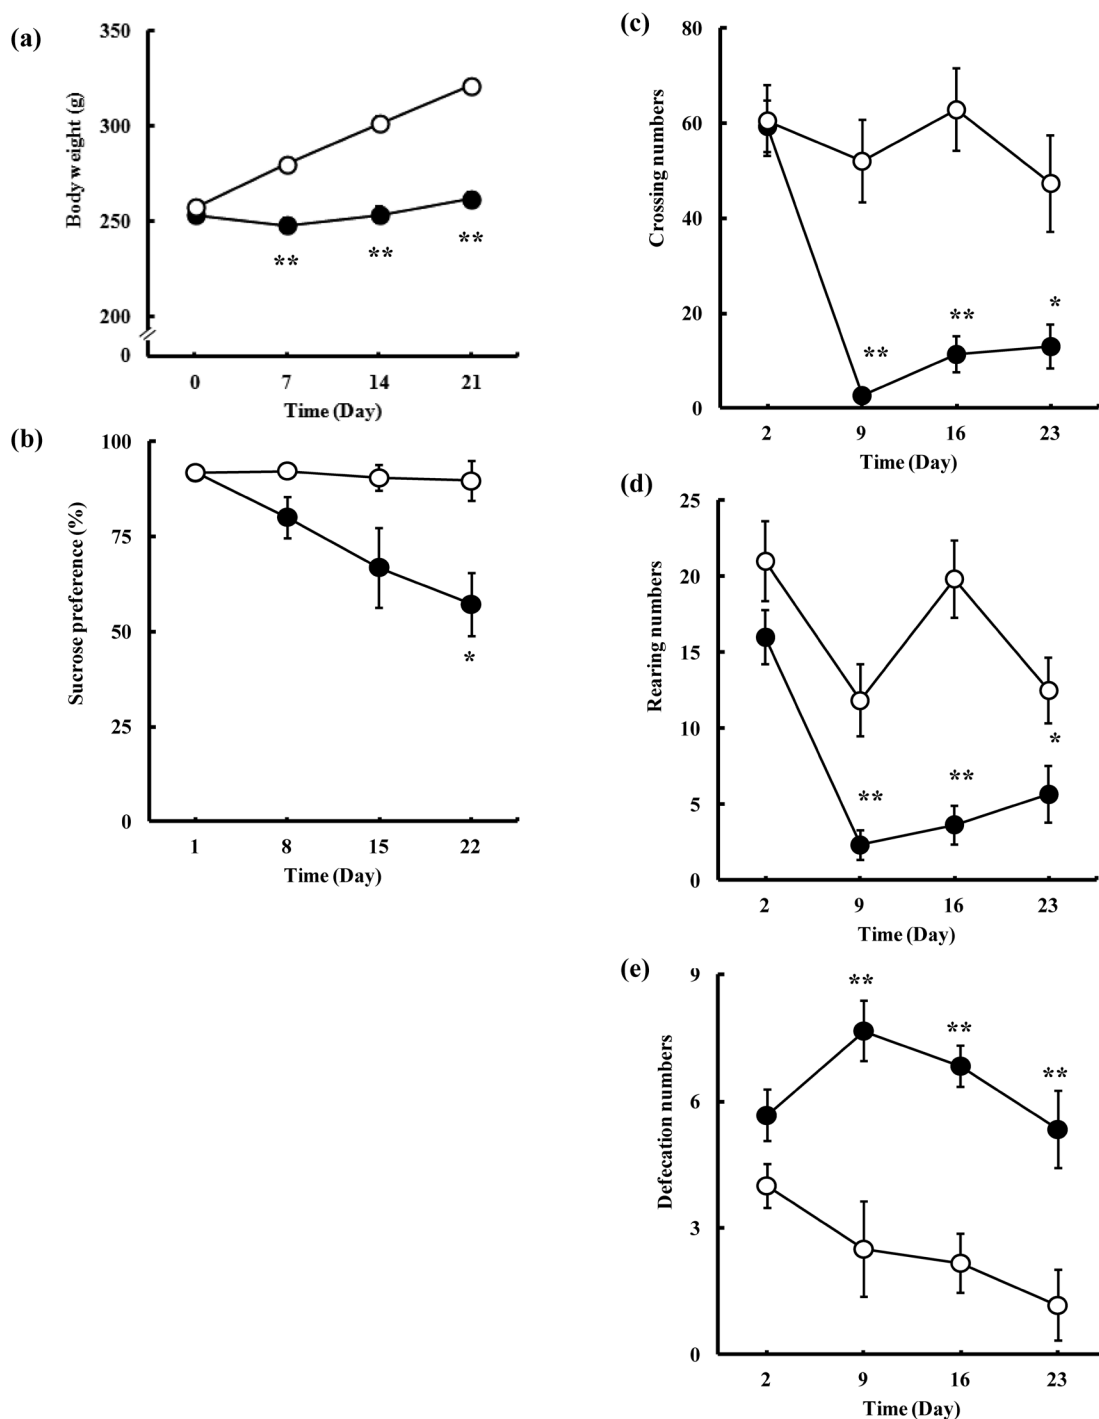 (a)
Body weight (g)
350
300
250
200
0
** ** **
0 7 14 21
Time (Day)
(b)
Sucrose preference (%)
100
75
50
25
0
*
1 8 15 22
Time (Day)
(c)
Crossing numbers
80
60
40
20
0
** ** *
2 9 16 23
Time (Day)
(d)
Rearing numbers
25
20
15
10
5
0
** ** *
2 9 16 23
Time (Day)
(e)
Defecation numbers
9
6
3
0
** ** **
2 9 16 23
Time (Day)